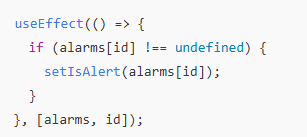 useEffect(() => {
  if (alarms[id] !== undefined) {
    setIsAlert(alarms[id]);
  }
}, [alarms, id]);